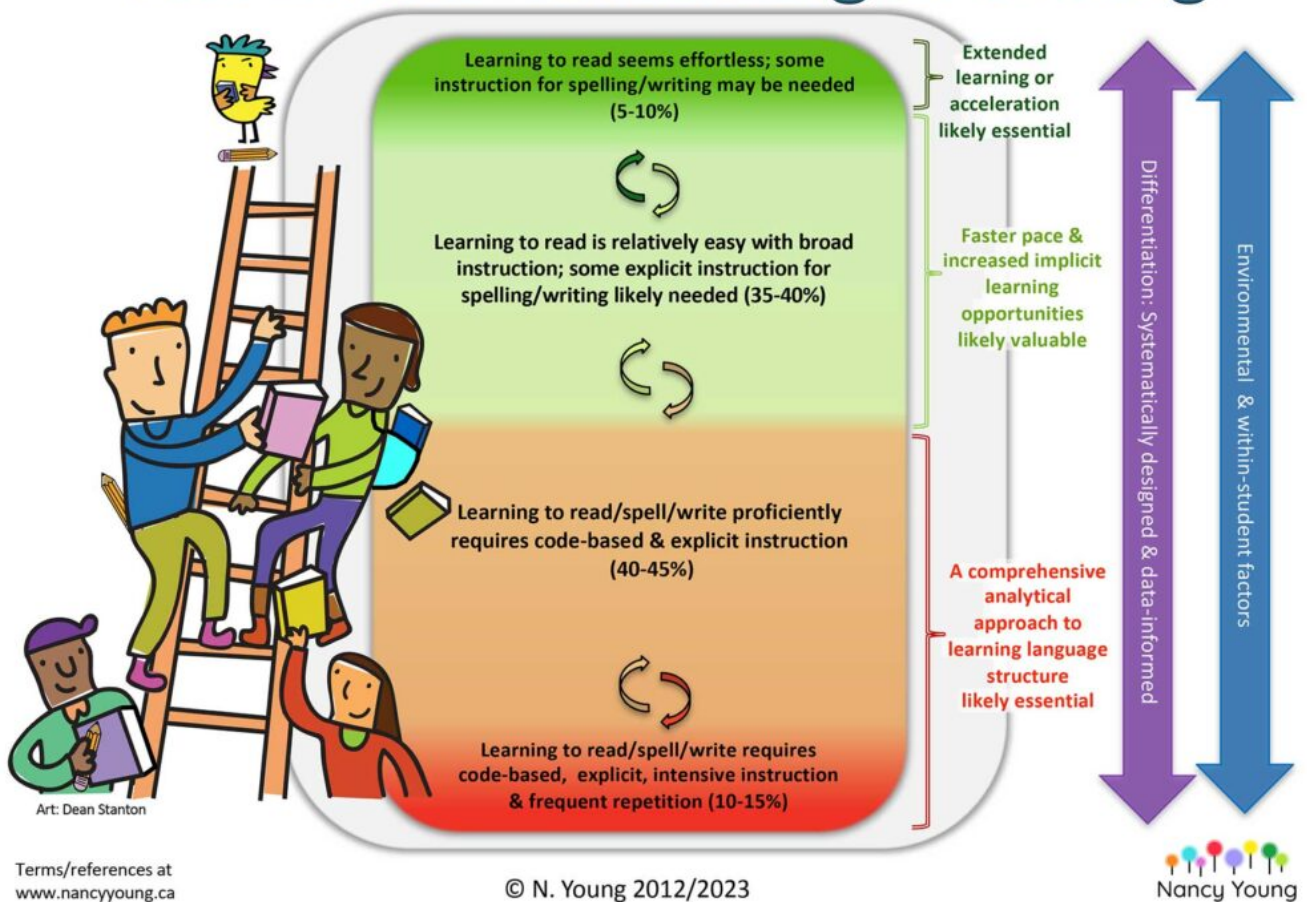 Learning to read seems effortless; some
instruction for spelling/writing may be needed
(5-10%)
Learning to read is relatively easy with broad
instruction; some explicit instruction for
spelling/writing likely needed (35-40%)
Learning to read/spell/write proficiently
requires code-based & explicit instruction
(40-45%)
Learning to read/spell/write requires
code-based, explicit, intensive instruction
& frequent repetition (10-15%)
Extended
learning or
acceleration
likely essential
Faster pace &
increased implicit
learning
opportunities
likely valuable
A comprehensive
analytical
approach to
learning language
structure
likely essential
Differentiation: Systematically designed & data-informed
Environmental & within-student factors
Art: Dean Stanton
Terms/references at
www.nancyyoung.ca
© N. Young 2012/2023
Nancy Young